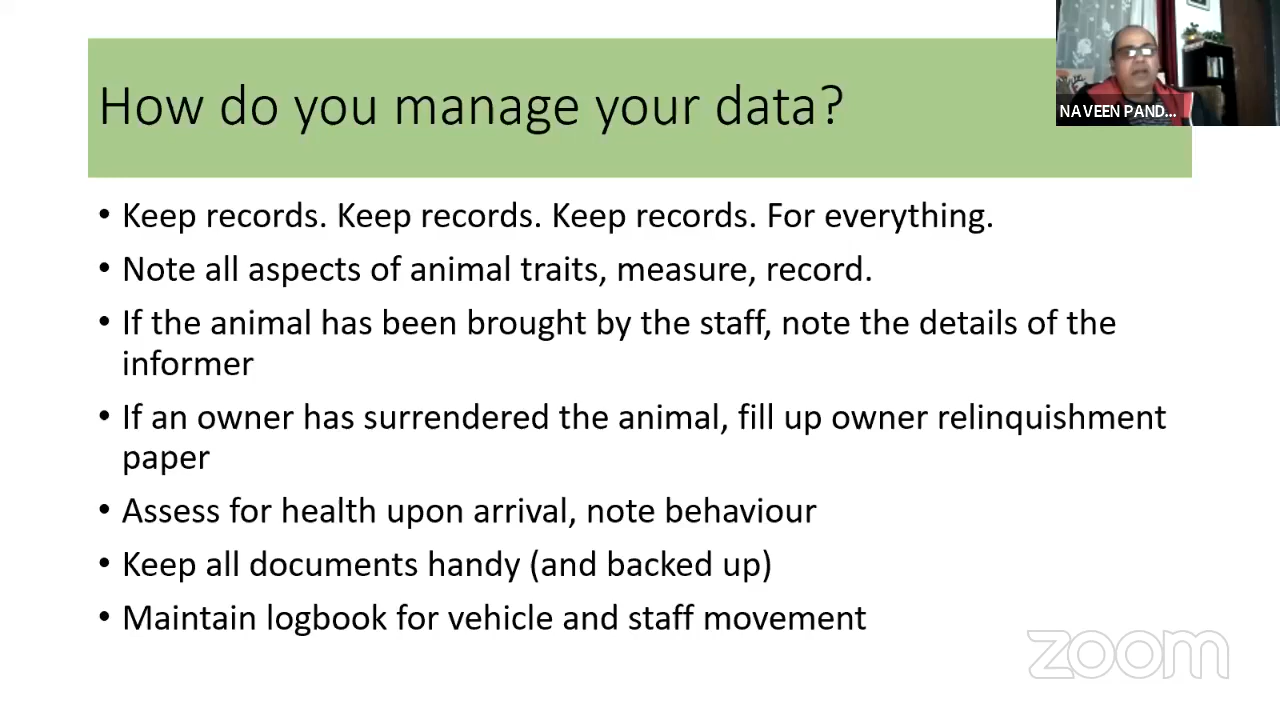 How do you manage your data?
NAVEEN PAND...
• Keep records. Keep records. Keep records. For everything.
• Note all aspects of animal traits, measure, record.
• If the animal has been brought by the staff, note the details of the
informer
• If an owner has surrendered the animal, fill up owner relinquishment
paper
• Assess for health upon arrival, note behaviour
• Keep all documents handy (and backed up)
• Maintain logbook for vehicle and staff movement
zoom